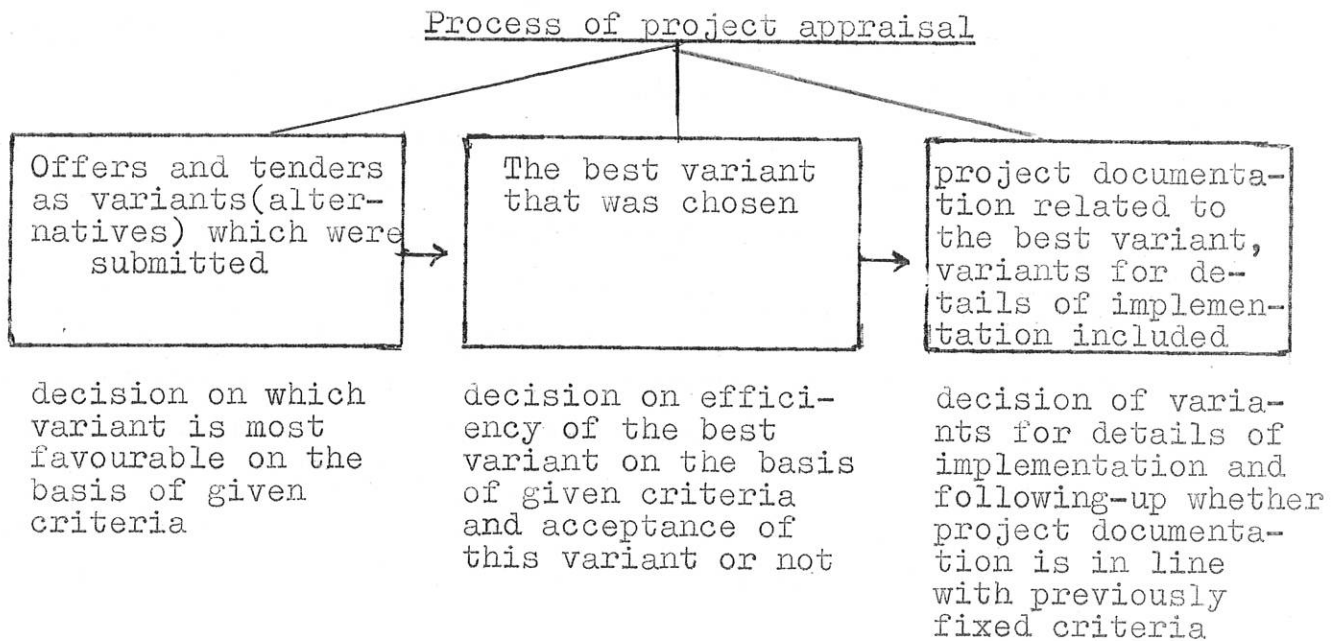 Process of project appraisal
Offers and tenders
as variants(alter-
natives) which were
submitted
The best variant
that was chosen
project documenta-
tion related to
the best variant,
variants for de-
tails of implemen-
tation included
decision on which
variant is most
favourable on the
basis of given
criteria
decision on effici-
ency of the best
variant on the basis
of given criteria
and acceptance of
this variant or not
decision of varia-
nts for details of
implementation and
following-up whether
project documenta-
tion is in line
with previously
fixed criteria